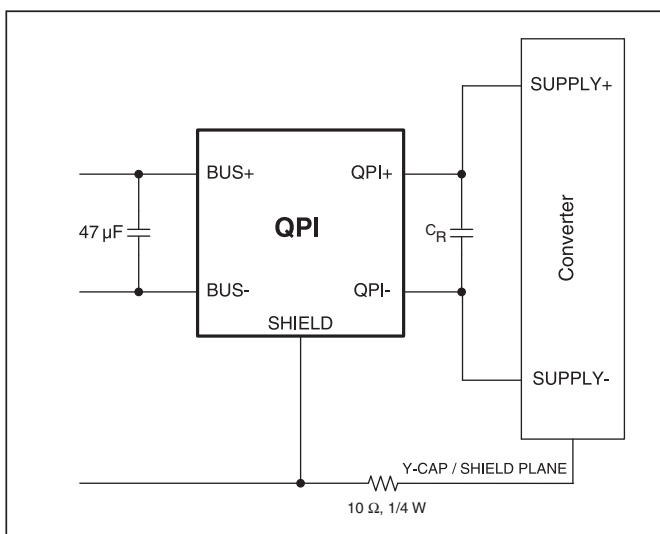 SUPPLY+
BUS+
QPI+
47 µF
QPI
C_R
Converter
BUS-
QPI-
SHIELD
SUPPLY-
Y-CAP / SHIELD PLANE
10 Ω, 1/4 W